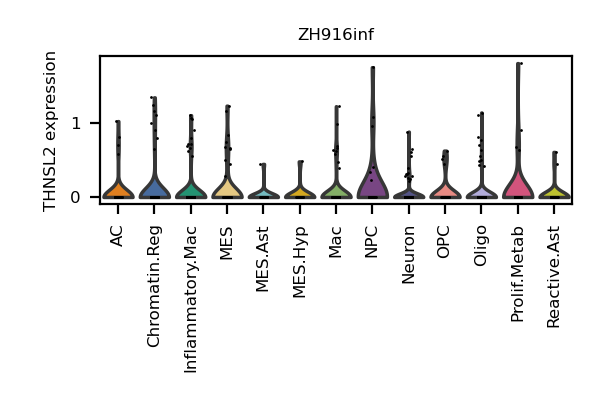 ZH916inf
THNSL2 expression
1
0
AC
Chromatin.Reg
Inflammatory.Mac
MES
MES.Ast
MES.Hyp
Mac
NPC
Neuron
OPC
Oligo
Prolif.Metab
Reactive.Ast